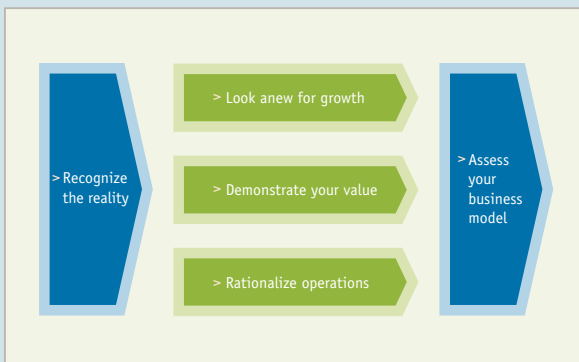 > Recognize
the reality
> Look anew for growth
> Demonstrate your value
> Rationalize operations
> Assess
your
business
model